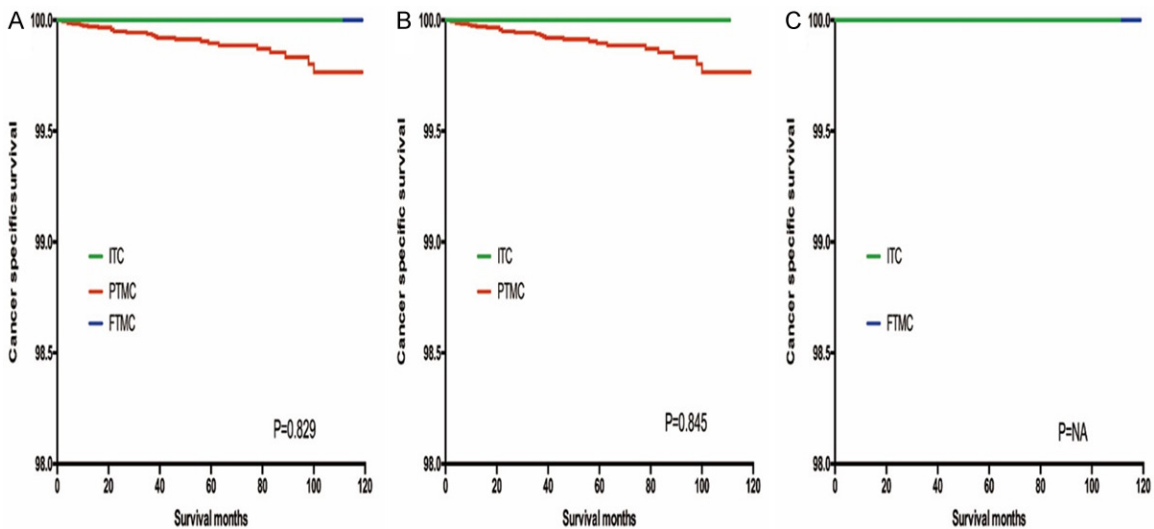 A
100.0
99.5
99.0
98.5
98.0
Cancer specificsurvival
ITC
PTMC
FTMC
P=0.829
0 20 40 60 80 100 120
Survival months
B
100.0
99.5
99.0
98.5
98.0
Cancer specific survival
ITC
PTMC
P=0.845
0 20 40 60 80 100 120
Survival months
C
100.0
99.5
99.0
98.5
98.0
Cancer specific survival
ITC
FTMC
P=NA
0 20 40 60 80 100 120
Survival months